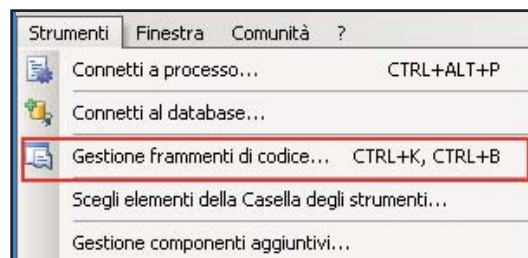 Strumenti Finestra Comunità ?
Connetti a processo... CTRL+ALT+P
Connetti al database...
Gestione frammenti di codice... CTRL+K, CTRL+B
Scegli elementi della Casella degli strumenti...
Gestione componenti aggiuntivi...